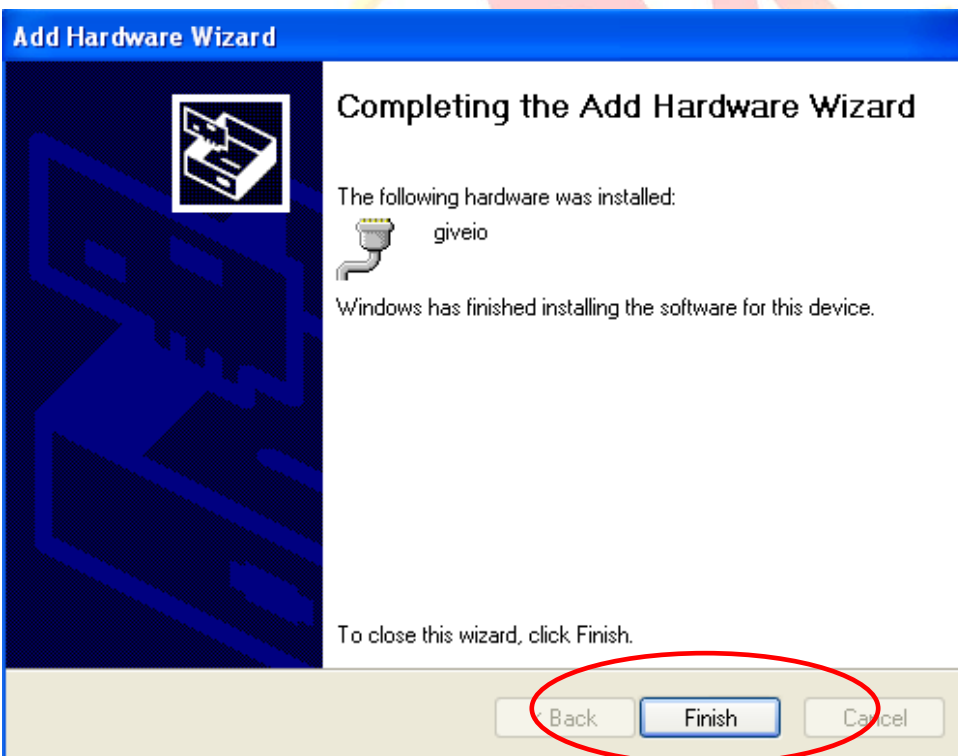 Add Hardware Wizard
Completing the Add Hardware Wizard
The following hardware was installed:
giveio
Windows has finished installing the software for this device.
To close this wizard, click Finish.
< Back Finish Cancel